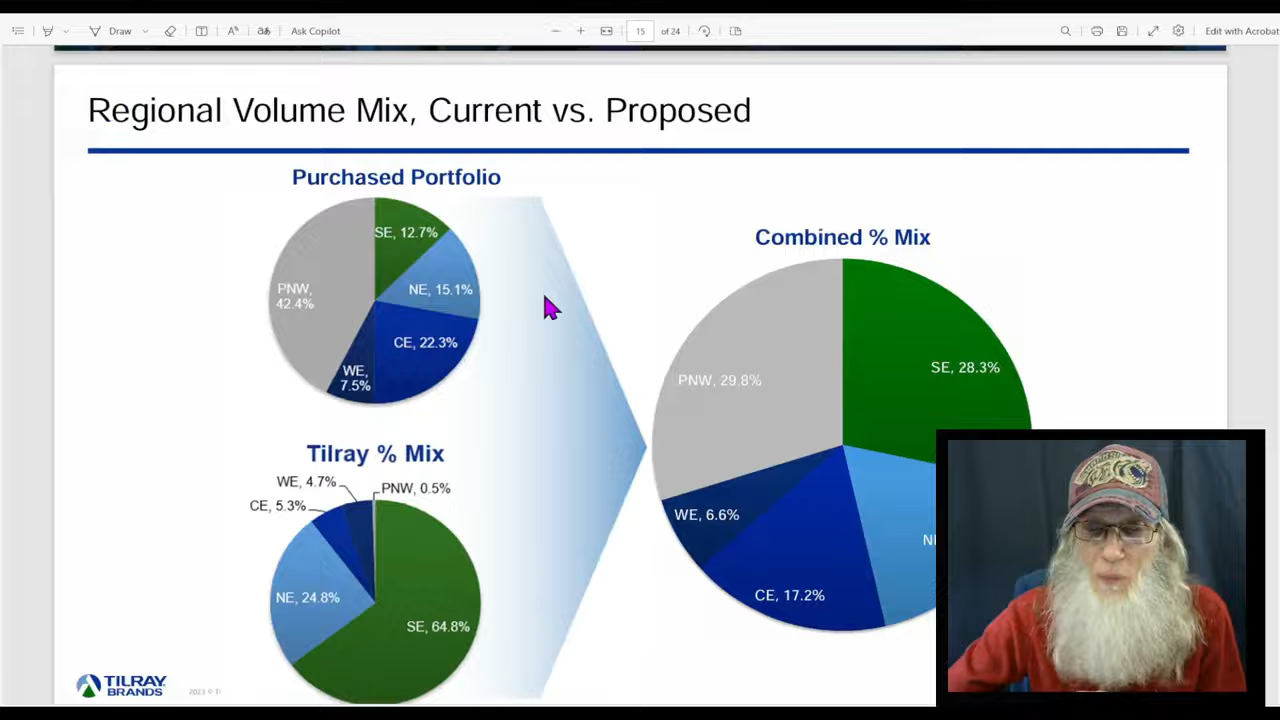 Draw
Ask Copilot
15
of 24
Edit with Acrobat
Regional Volume Mix, Current vs. Proposed
Purchased Portfolio
SE, 12.7%
NE, 15.1%
CE, 22.3%
WE,
7.5%
PNW,
42.4%
Tilray % Mix
WE, 4.7%
PNW, 0.5%
CE, 5.3%
NE, 24.8%
SE, 64.8%
Combined % Mix
SE, 28.3%
PNW, 29.8%
WE, 6.6%
CE, 17.2%
TILRAY
BRANDS
2023 ©